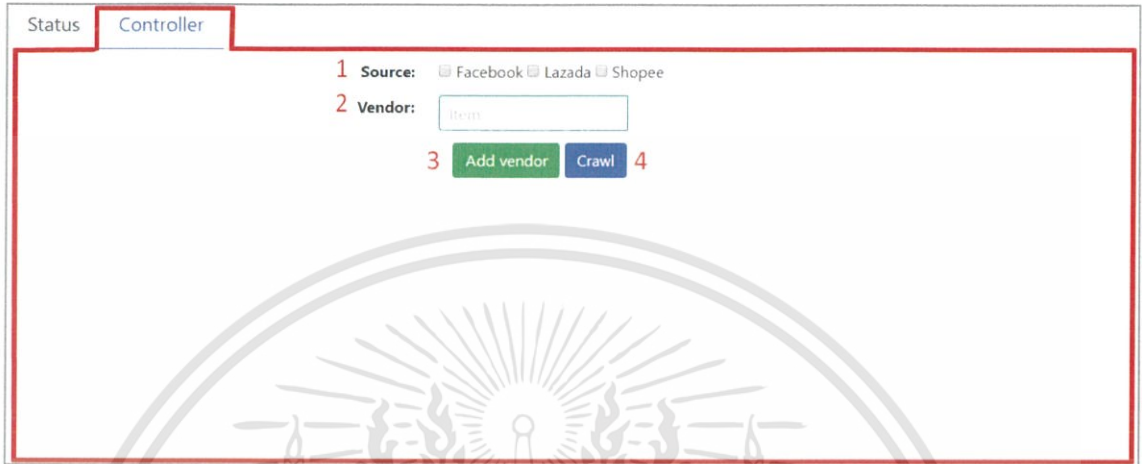 Status Controller
1 Source: Facebook Lazada Shopee
2 Vendor: Item
3 Add vendor Crawl 4